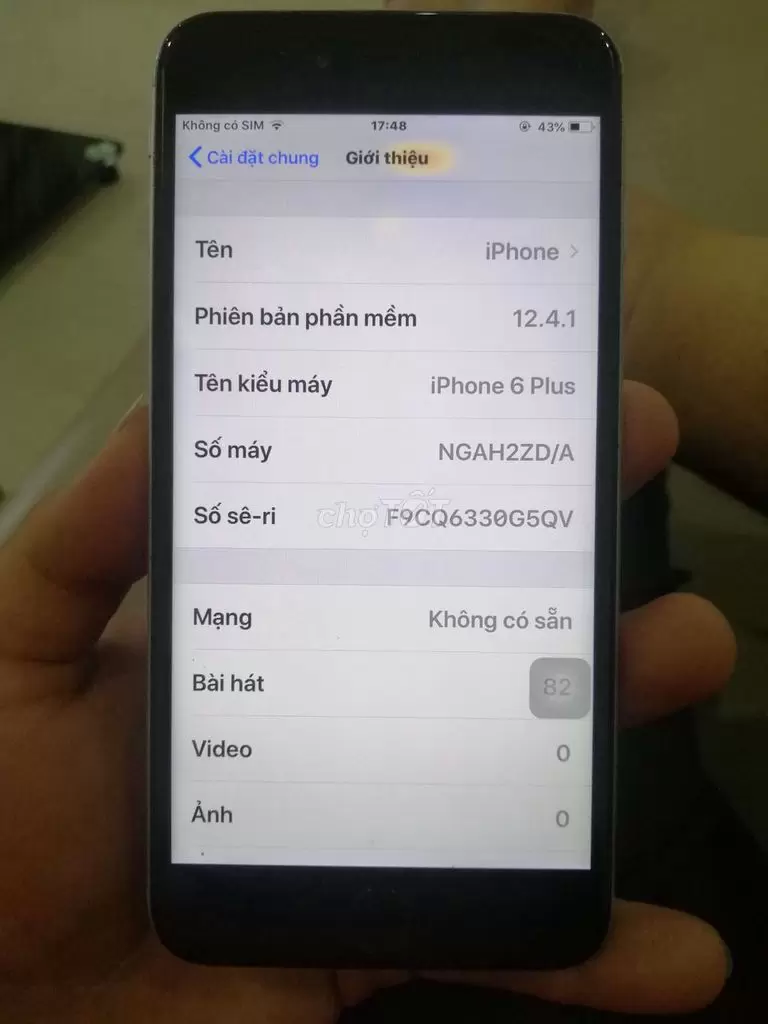 Không có SIM 17:48 43%
Cài đặt chung Giới thiệu
Tên iPhone
Phiên bản phần mềm 12.4.1
Tên kiểu máy iPhone 6 Plus
Số máy NGAH2ZD/A
Số sê-ri F9CQ6330G5QV
chợTỐT
Mạng Không có sẵn
Bài hát 82
Video 0
Ảnh 0